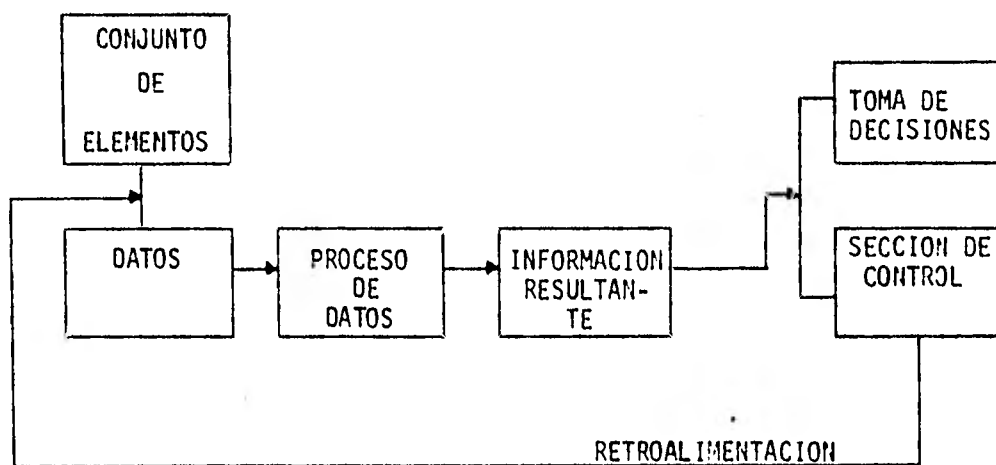 CONJUNTO
DE
ELEMENTOS
DATOS
PROCESO
DE
DATOS
INFORMACION
RESULTAN-
TE
TOMA DE
DECISIONES
SECCION DE
CONTROL
RETROALIMENTACION